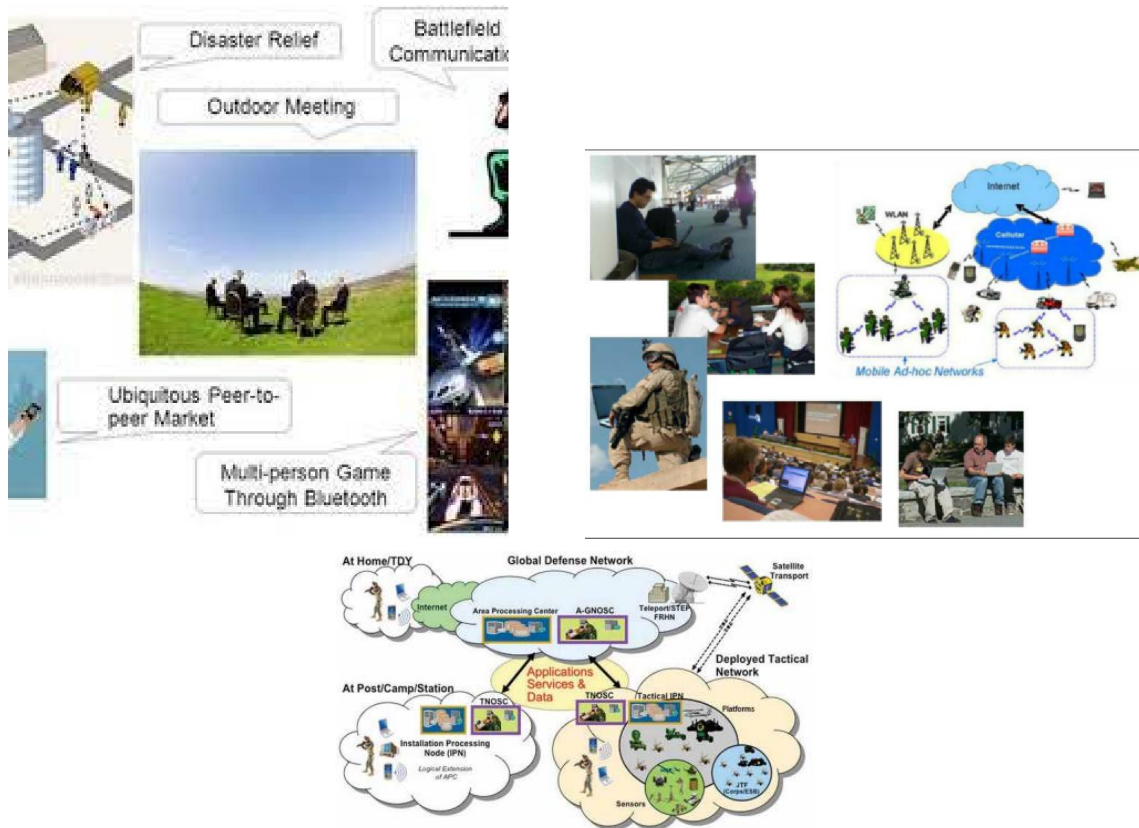 Disaster Relief
Battlefield
Outdoor Meeting
Ubiquitous Peer-to-
peer Market
Multi-person Game
Through Bluetooth
Internet
WLAN
Cellular
Mobile Ad-hoc Networks
At Home/TDY
Global Defense Network
Satellite
Transport
Internet
Area Processing Center
A-GNOSC
Teleport/STEP
FRHN
Deployed Tactical
Network
Applications
Services &
Data
At Post/Camp/Station
TNOSC
TNOSC
Tactical IPN
Platforms
Installation Processing
Node (IPN)
Logical Extension
of APC
JTF
(Corps/ESB)
Sensors